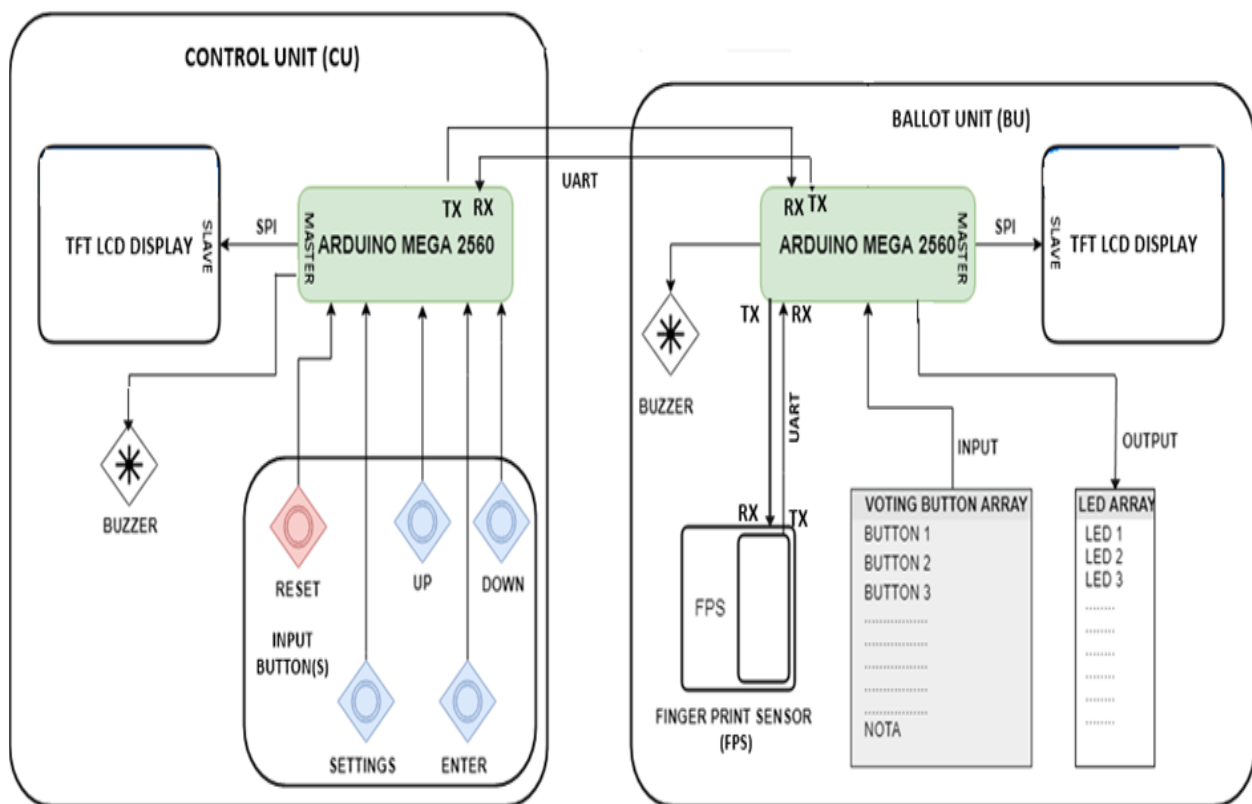 CONTROL UNIT (CU)
TFT LCD DISPLAY
SLAVE
SPI
MASTER
TX RX
ARDUINO MEGA 2560
BUZZER
RESET
UP
DOWN
INPUT
BUTTON(S)
SETTINGS
ENTER
UART
BALLOT UNIT (BU)
RX TX
ARDUINO MEGA 2560
MASTER
SPI
SLAVE
TFT LCD DISPLAY
BUZZER
TX
RX
UART
RX
TX
FPS
FINGER PRINT SENSOR
(FPS)
INPUT
OUTPUT
VOTING BUTTON ARRAY
BUTTON 1
BUTTON 2
BUTTON 3
.................
.................
.................
.................
.................
NOTA
LED ARRAY
LED 1
LED 2
LED 3
........
........
........
........
........
........